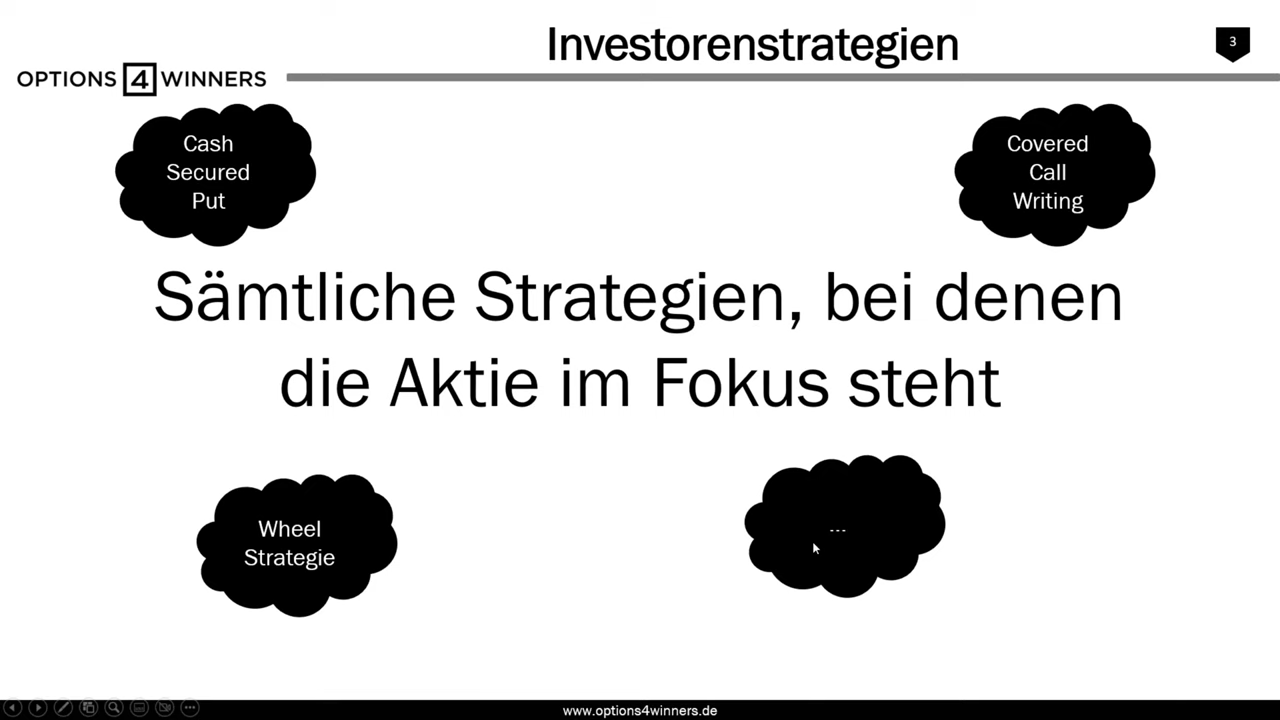 Investorenstrategien
3
OPTIONS 4 WINNERS
Cash
Secured
Put
Covered
Call
Writing
Sämtliche Strategien, bei denen
die Aktie im Fokus steht
Wheel
Strategie
---
www.options4winners.de